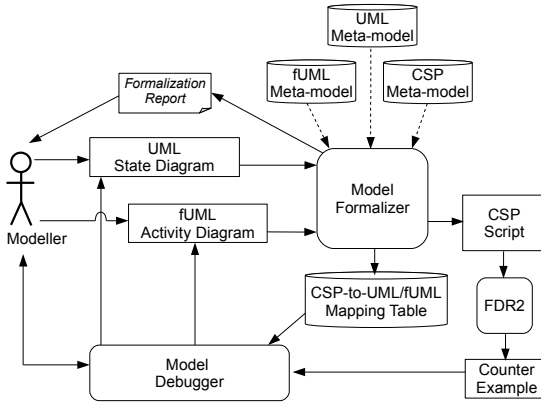 UML
Meta-model
fUML
Meta-model
CSP
Meta-model
Formalization
Report
UML
State Diagram
Model
Formalizer
fUML
Activity Diagram
Modeller
CSP
Script
CSP-to-UML/fUML
Mapping Table
FDR2
Model
Debugger
Counter
Example